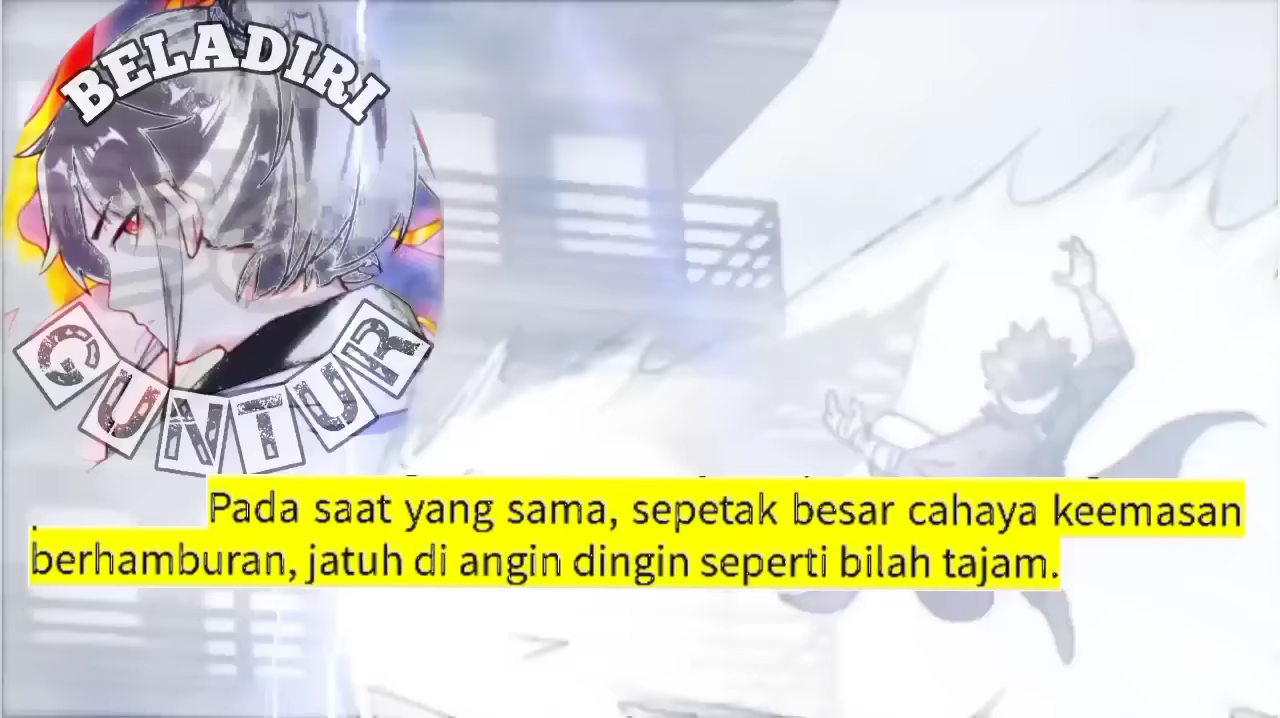 BELADIRI
GUNTUR
Pada saat yang sama, sepetak besar cahaya keemasan
berhamburan, jatuh di angin dingin seperti bilah tajam.